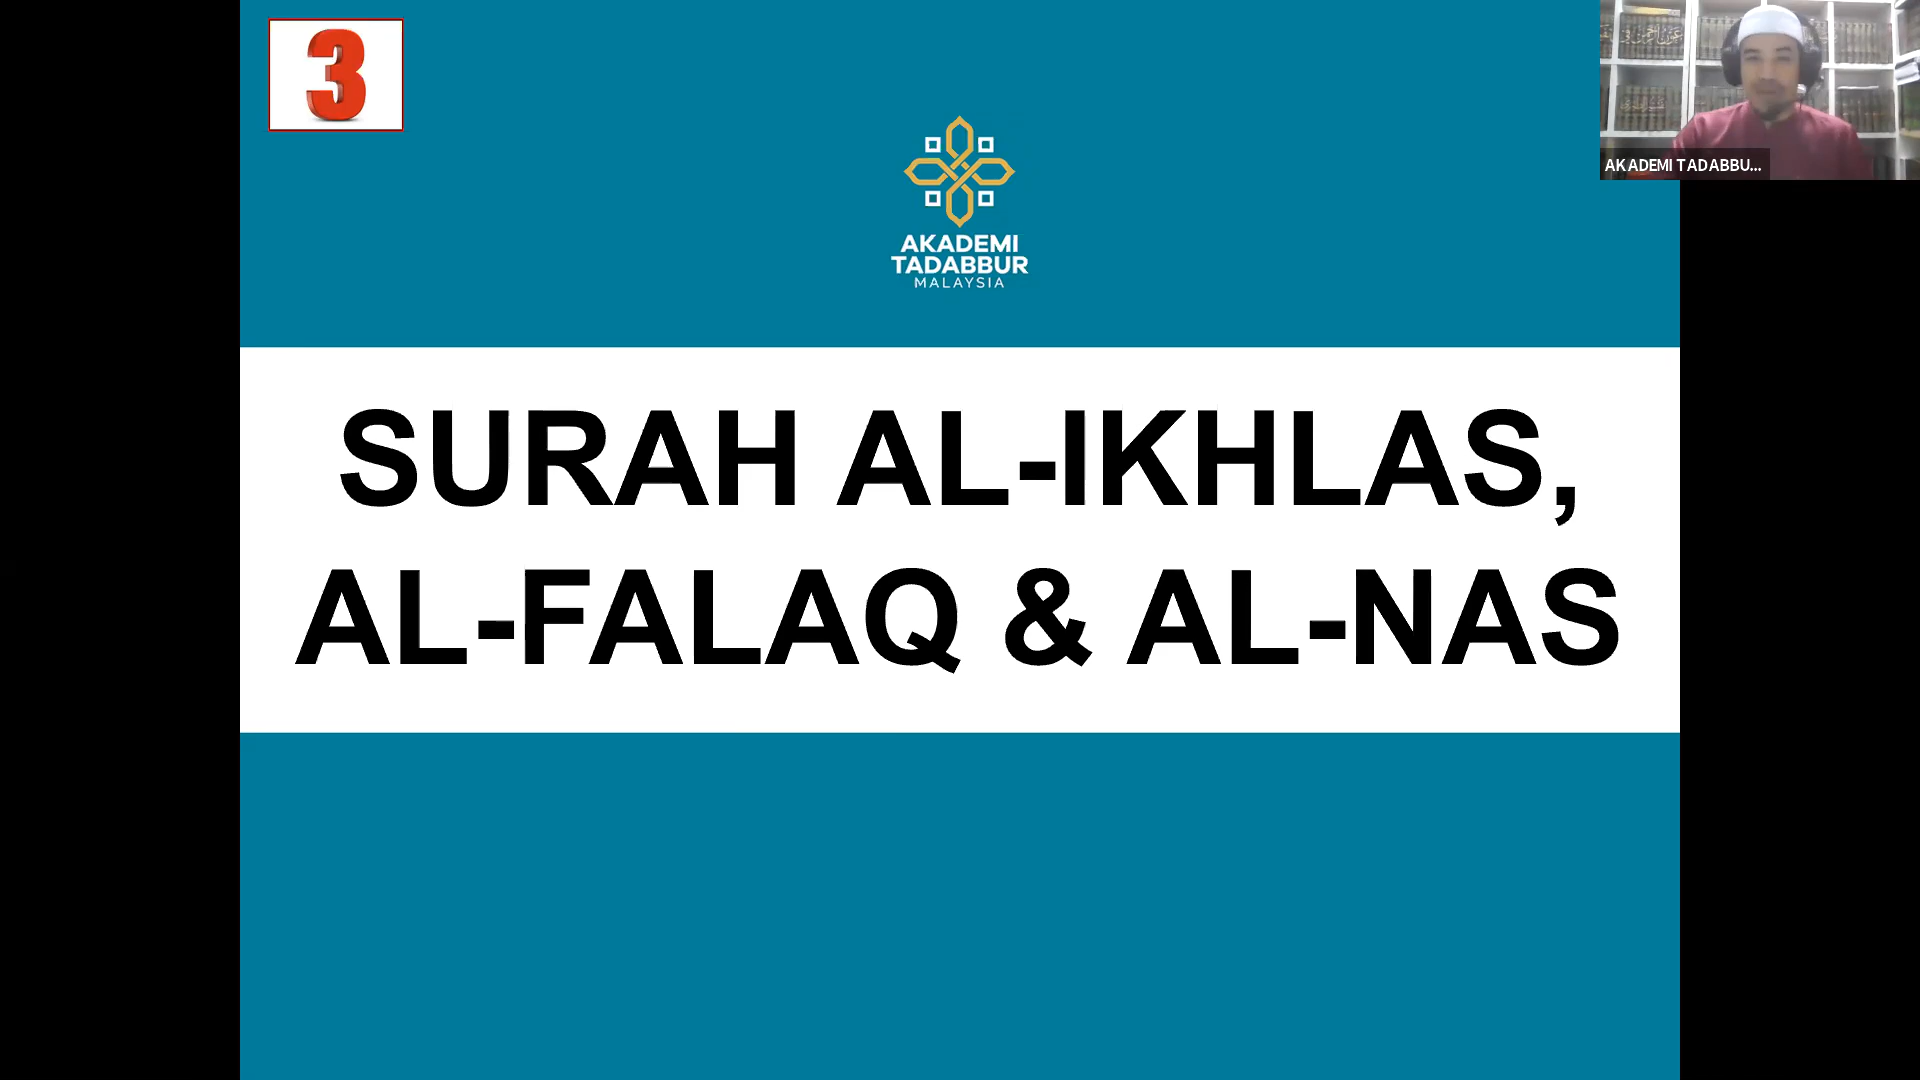 3
AKADEMI
TADABBUR
MALAYSIA
SURAH AL-IKHLAS,
AL-FALAQ & AL-NAS
AKADEMI TADABBU...